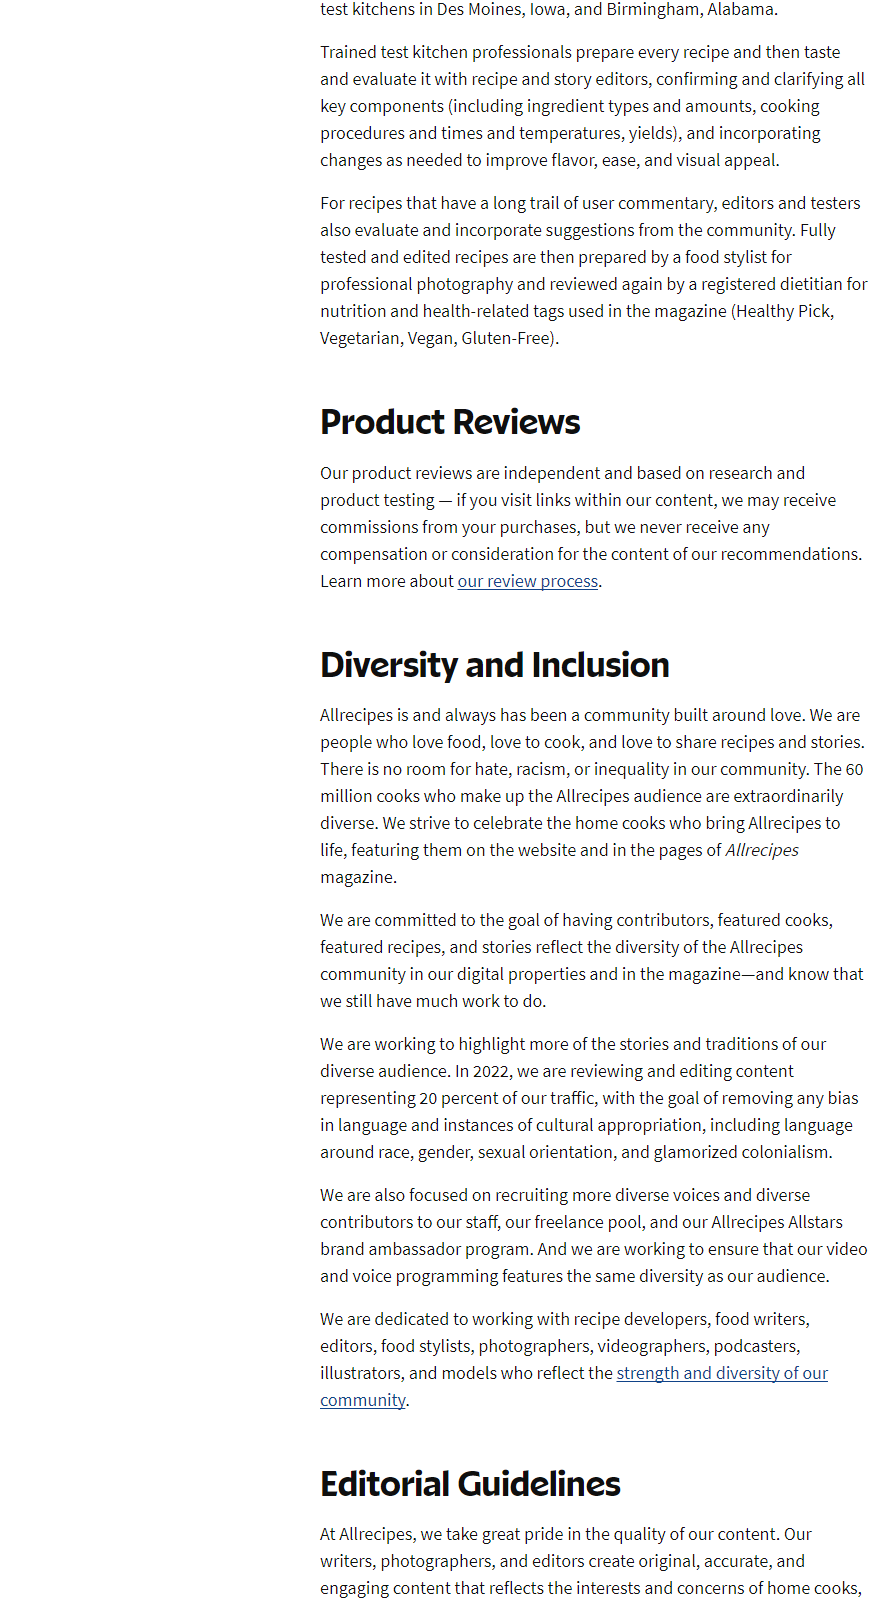 test kitchens in Des Moines, Iowa, and Birmingham, Alabama.
Trained test kitchen professionals prepare every recipe and then taste
and evaluate it with recipe and story editors, confirming and clarifying all
key components (including ingredient types and amounts, cooking
procedures and times and temperatures, yields), and incorporating
changes as needed to improve flavor, ease, and visual appeal.
For recipes that have a long trail of user commentary, editors and testers
also evaluate and incorporate suggestions from the community. Fully
tested and edited recipes are then prepared by a food stylist for
professional photography and reviewed again by a registered dietitian for
nutrition and health-related tags used in the magazine (Healthy Pick,
Vegetarian, Vegan, Gluten-Free).
Product Reviews
Our product reviews are independent and based on research and
product testing — if you visit links within our content, we may receive
commissions from your purchases, but we never receive any
compensation or consideration for the content of our recommendations.
Learn more about our review process.
Diversity and Inclusion
Allrecipes is and always has been a community built around love. We are
people who love food, love to cook, and love to share recipes and stories.
There is no room for hate, racism, or inequality in our community. The 60
million cooks who make up the Allrecipes audience are extraordinarily
diverse. We strive to celebrate the home cooks who bring Allrecipes to
life, featuring them on the website and in the pages of Allrecipes
magazine.
We are committed to the goal of having contributors, featured cooks,
featured recipes, and stories reflect the diversity of the Allrecipes
community in our digital properties and in the magazine—and know that
we still have much work to do.
We are working to highlight more of the stories and traditions of our
diverse audience. In 2022, we are reviewing and editing content
representing 20 percent of our traffic, with the goal of removing any bias
in language and instances of cultural appropriation, including language
around race, gender, sexual orientation, and glamorized colonialism.
We are also focused on recruiting more diverse voices and diverse
contributors to our staff, our freelance pool, and our Allrecipes Allstars
brand ambassador program. And we are working to ensure that our video
and voice programming features the same diversity as our audience.
We are dedicated to working with recipe developers, food writers,
editors, food stylists, photographers, videographers, podcasters,
illustrators, and models who reflect the strength and diversity of our
community.
Editorial Guidelines
At Allrecipes, we take great pride in the quality of our content. Our
writers, photographers, and editors create original, accurate, and
engaging content that reflects the interests and concerns of home cooks,